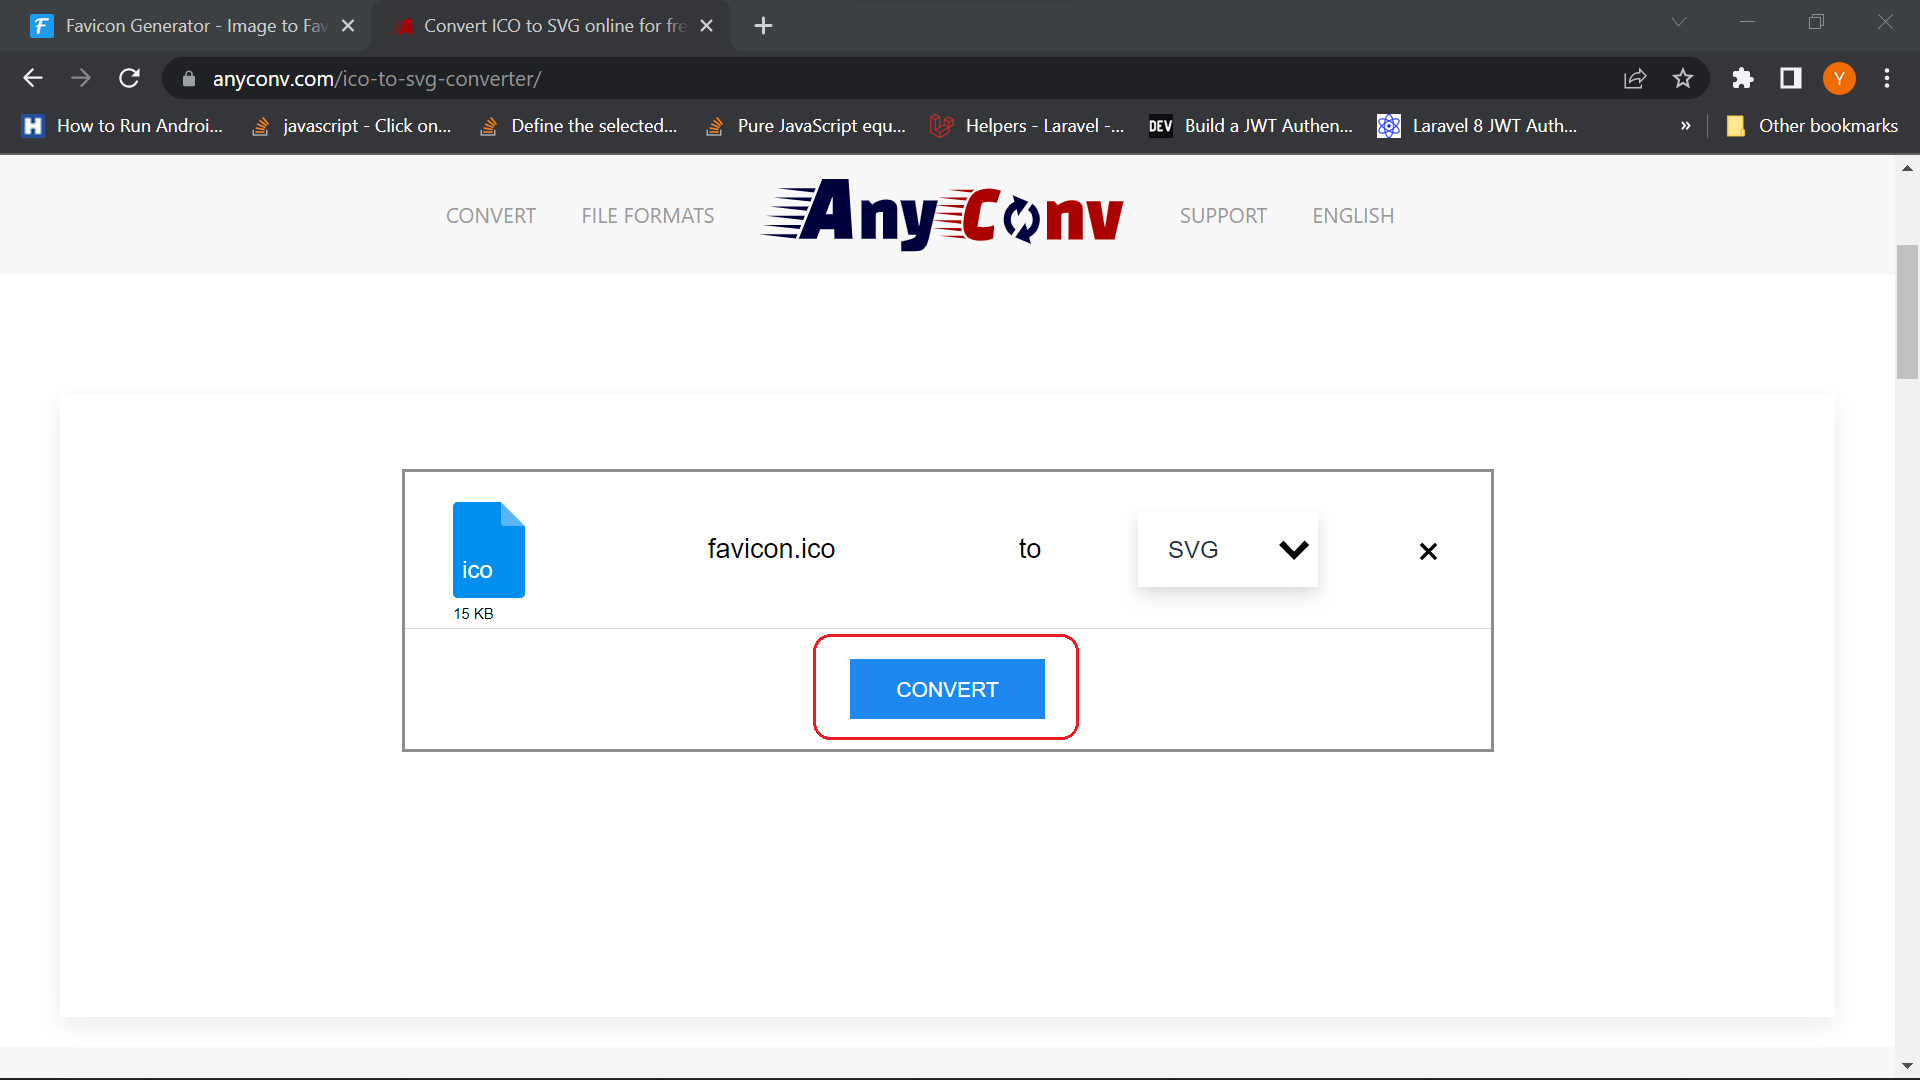 Favicon Generator - Image to Fav
Convert ICO to SVG online for fre
anyconv.com/ico-to-svg-converter/
Y
How to Run Androi...
javascript - Click on...
Define the selected...
Pure JavaScript equ...
Helpers - Laravel -...
DEV
Build a JWT Authen...
Laravel 8 JWT Auth...
»
Other bookmarks
CONVERT
FILE FORMATS
AnyConv
SUPPORT
ENGLISH
ico
15 KB
favicon.ico
to
SVG
CONVERT